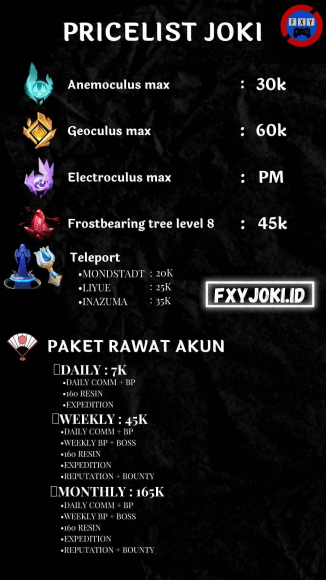 PRICELIST JOKI
FXY
Anemoculus max : 30k
Geoculus max : 60k
Electroculus max : PM
Frostbearing tree level 8 : 45k
Teleport
•MONDSTADT : 20K
•LIYUE : 25K
•INAZUMA : 35K
FXYJOKI.ID
PAKET RAWAT AKUN
DAILY : 7K
•DAILY COMM + BP
•160 RESIN
•EXPEDITION
WEEKLY : 45K
•DAILY COMM + BP
•WEEKLY BP + BOSS
•160 RESIN
•EXPEDITION
•REPUTATION + BOUNTY
MONTHLY : 165K
•DAILY COMM + BP
•WEEKLY BP + BOSS
•160 RESIN
•EXPEDITION
•REPUTATION + BOUNTY